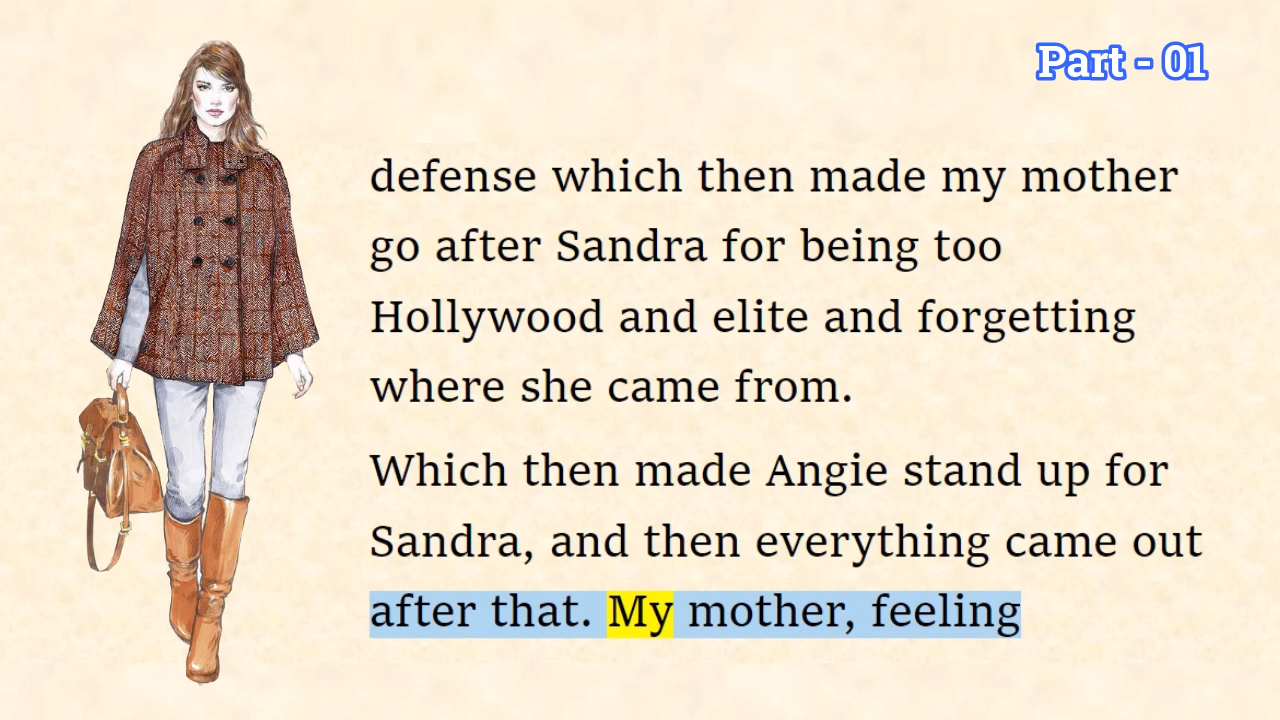 Part - 01
defense which then made my mother
go after Sandra for being too
Hollywood and elite and forgetting
where she came from.
Which then made Angie stand up for
Sandra, and then everything came out
after that. My mother, feeling